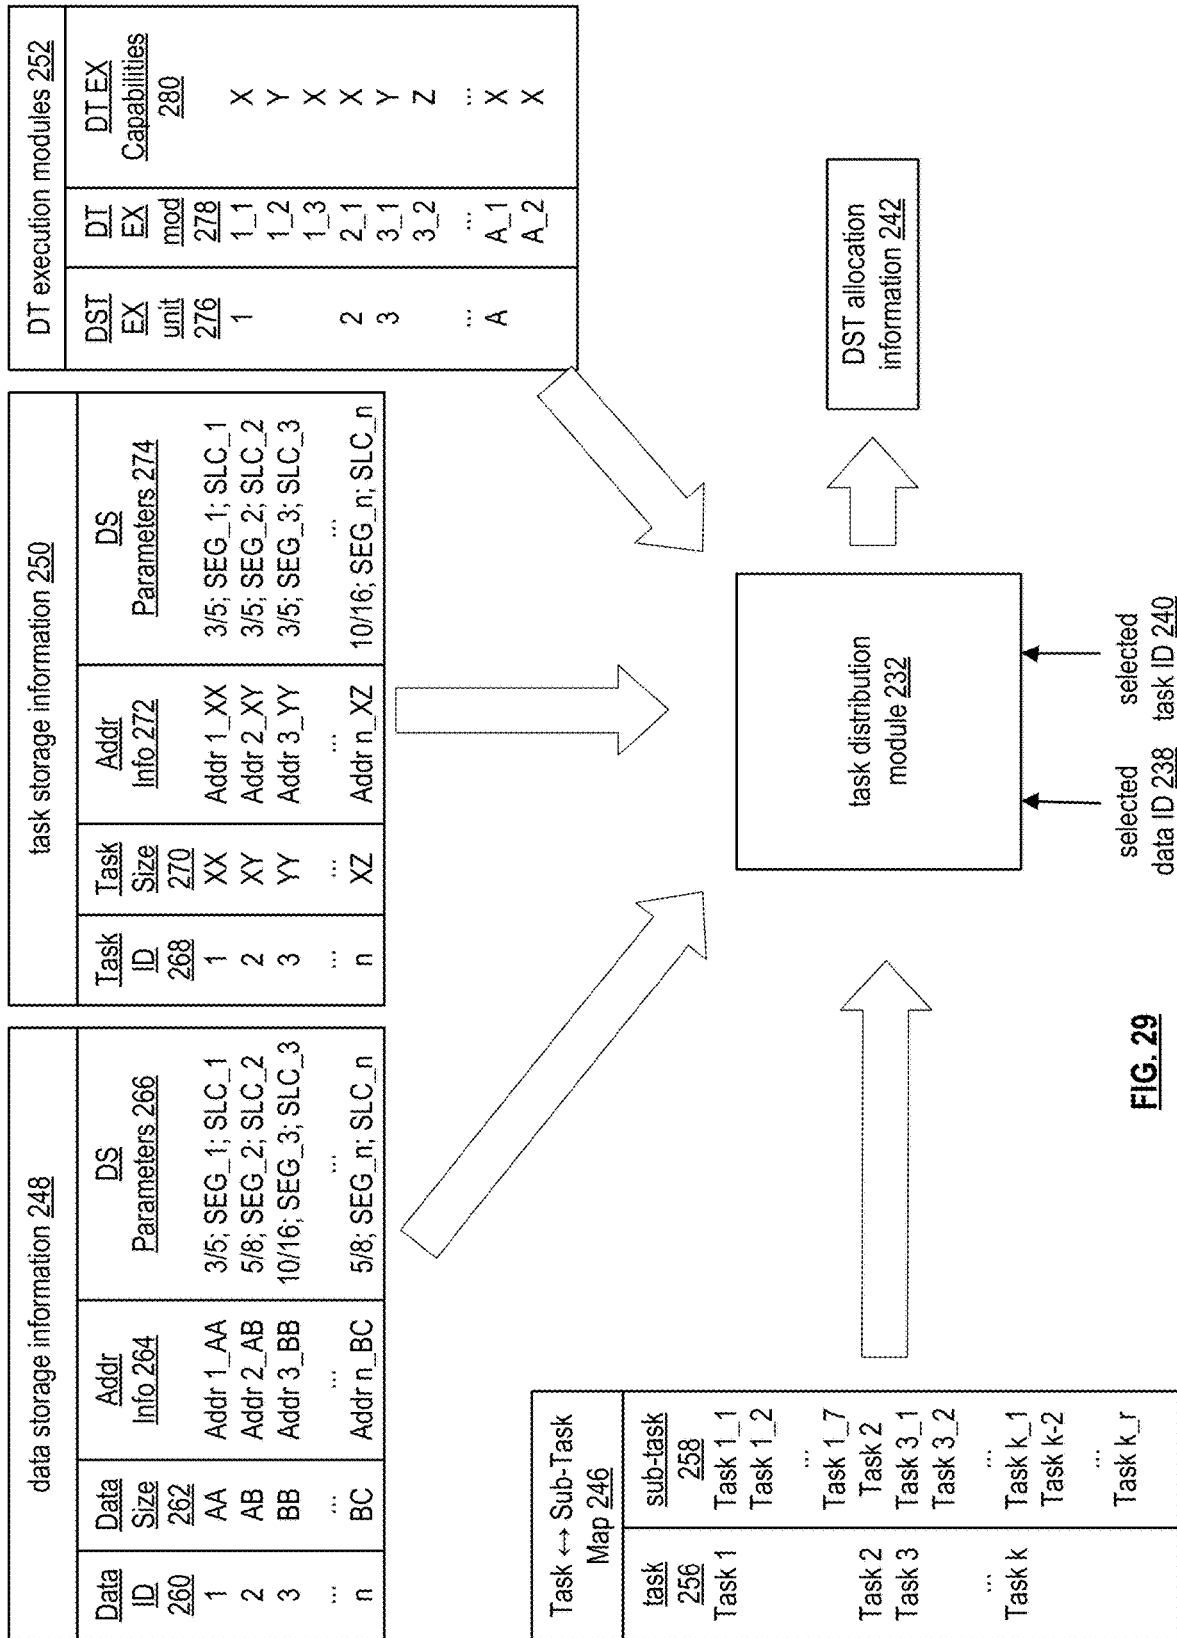 data storage information 248
Data ID 260 Data Size 262 Addr Info 264 DS Parameters 266
1 AA Addr 1_AA 3/5; SEG_1; SLC_1
2 AB Addr 2_AB 5/8; SEG_2; SLC_2
3 BB Addr 3_BB 10/16; SEG_3; SLC_3
... ... ... ...
n BC Addr n_BC 5/8; SEG_n; SLC_n
task storage information 250
Task ID 268 Task Size 270 Addr Info 272 DS Parameters 274
1 XX Addr 1_XX 3/5; SEG_1; SLC_1
2 XY Addr 2_XY 3/5; SEG_2; SLC_2
3 YY Addr 3_YY 3/5; SEG_3; SLC_3
... ... ... ...
n XZ Addr n_XZ 10/16; SEG_n; SLC_n
DT execution modules 252
DST EX unit 276 DT EX mod 278 DT EX Capabilities 280
1 1_1 X
1_2 Y
1_3 X
2 2_1 X
3 3_1 Y
3_2 Z
... ... ...
A A_1 X
A_2 X
Task ↔ Sub-Task
Map 246
task 256 sub-task 258
Task 1 Task 1_1
Task 1_2
...
Task 1_7
Task 2 Task 2
Task 3 Task 3_1
Task 3_2
... ...
Task k Task k_1
Task k-2
...
Task k_r
task distribution
module 232
DST allocation
information 242
selected
data ID 238
selected
task ID 240
FIG. 29